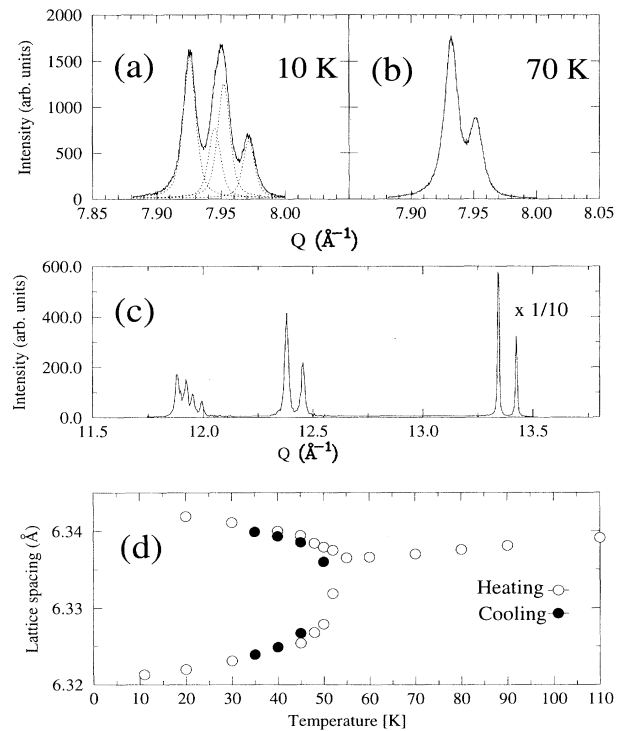 2000
1500
1000
500
0
Intensity (arb. units)
(a)
10 K
(b)
70 K
7.85
7.90
7.95
8.00
7.90
7.95
8.00
8.05
Q (Å⁻¹)
600.0
400.0
200.0
0.0
Intensity (arb. units)
(c)
x 1/10
11.5
12.0
12.5
13.0
13.5
Q (Å⁻¹)
6.34
6.33
6.32
Lattice spacing (Å)
(d)
Heating
Cooling
0
10
20
30
40
50
60
70
80
90
100
110
Temperature [K]